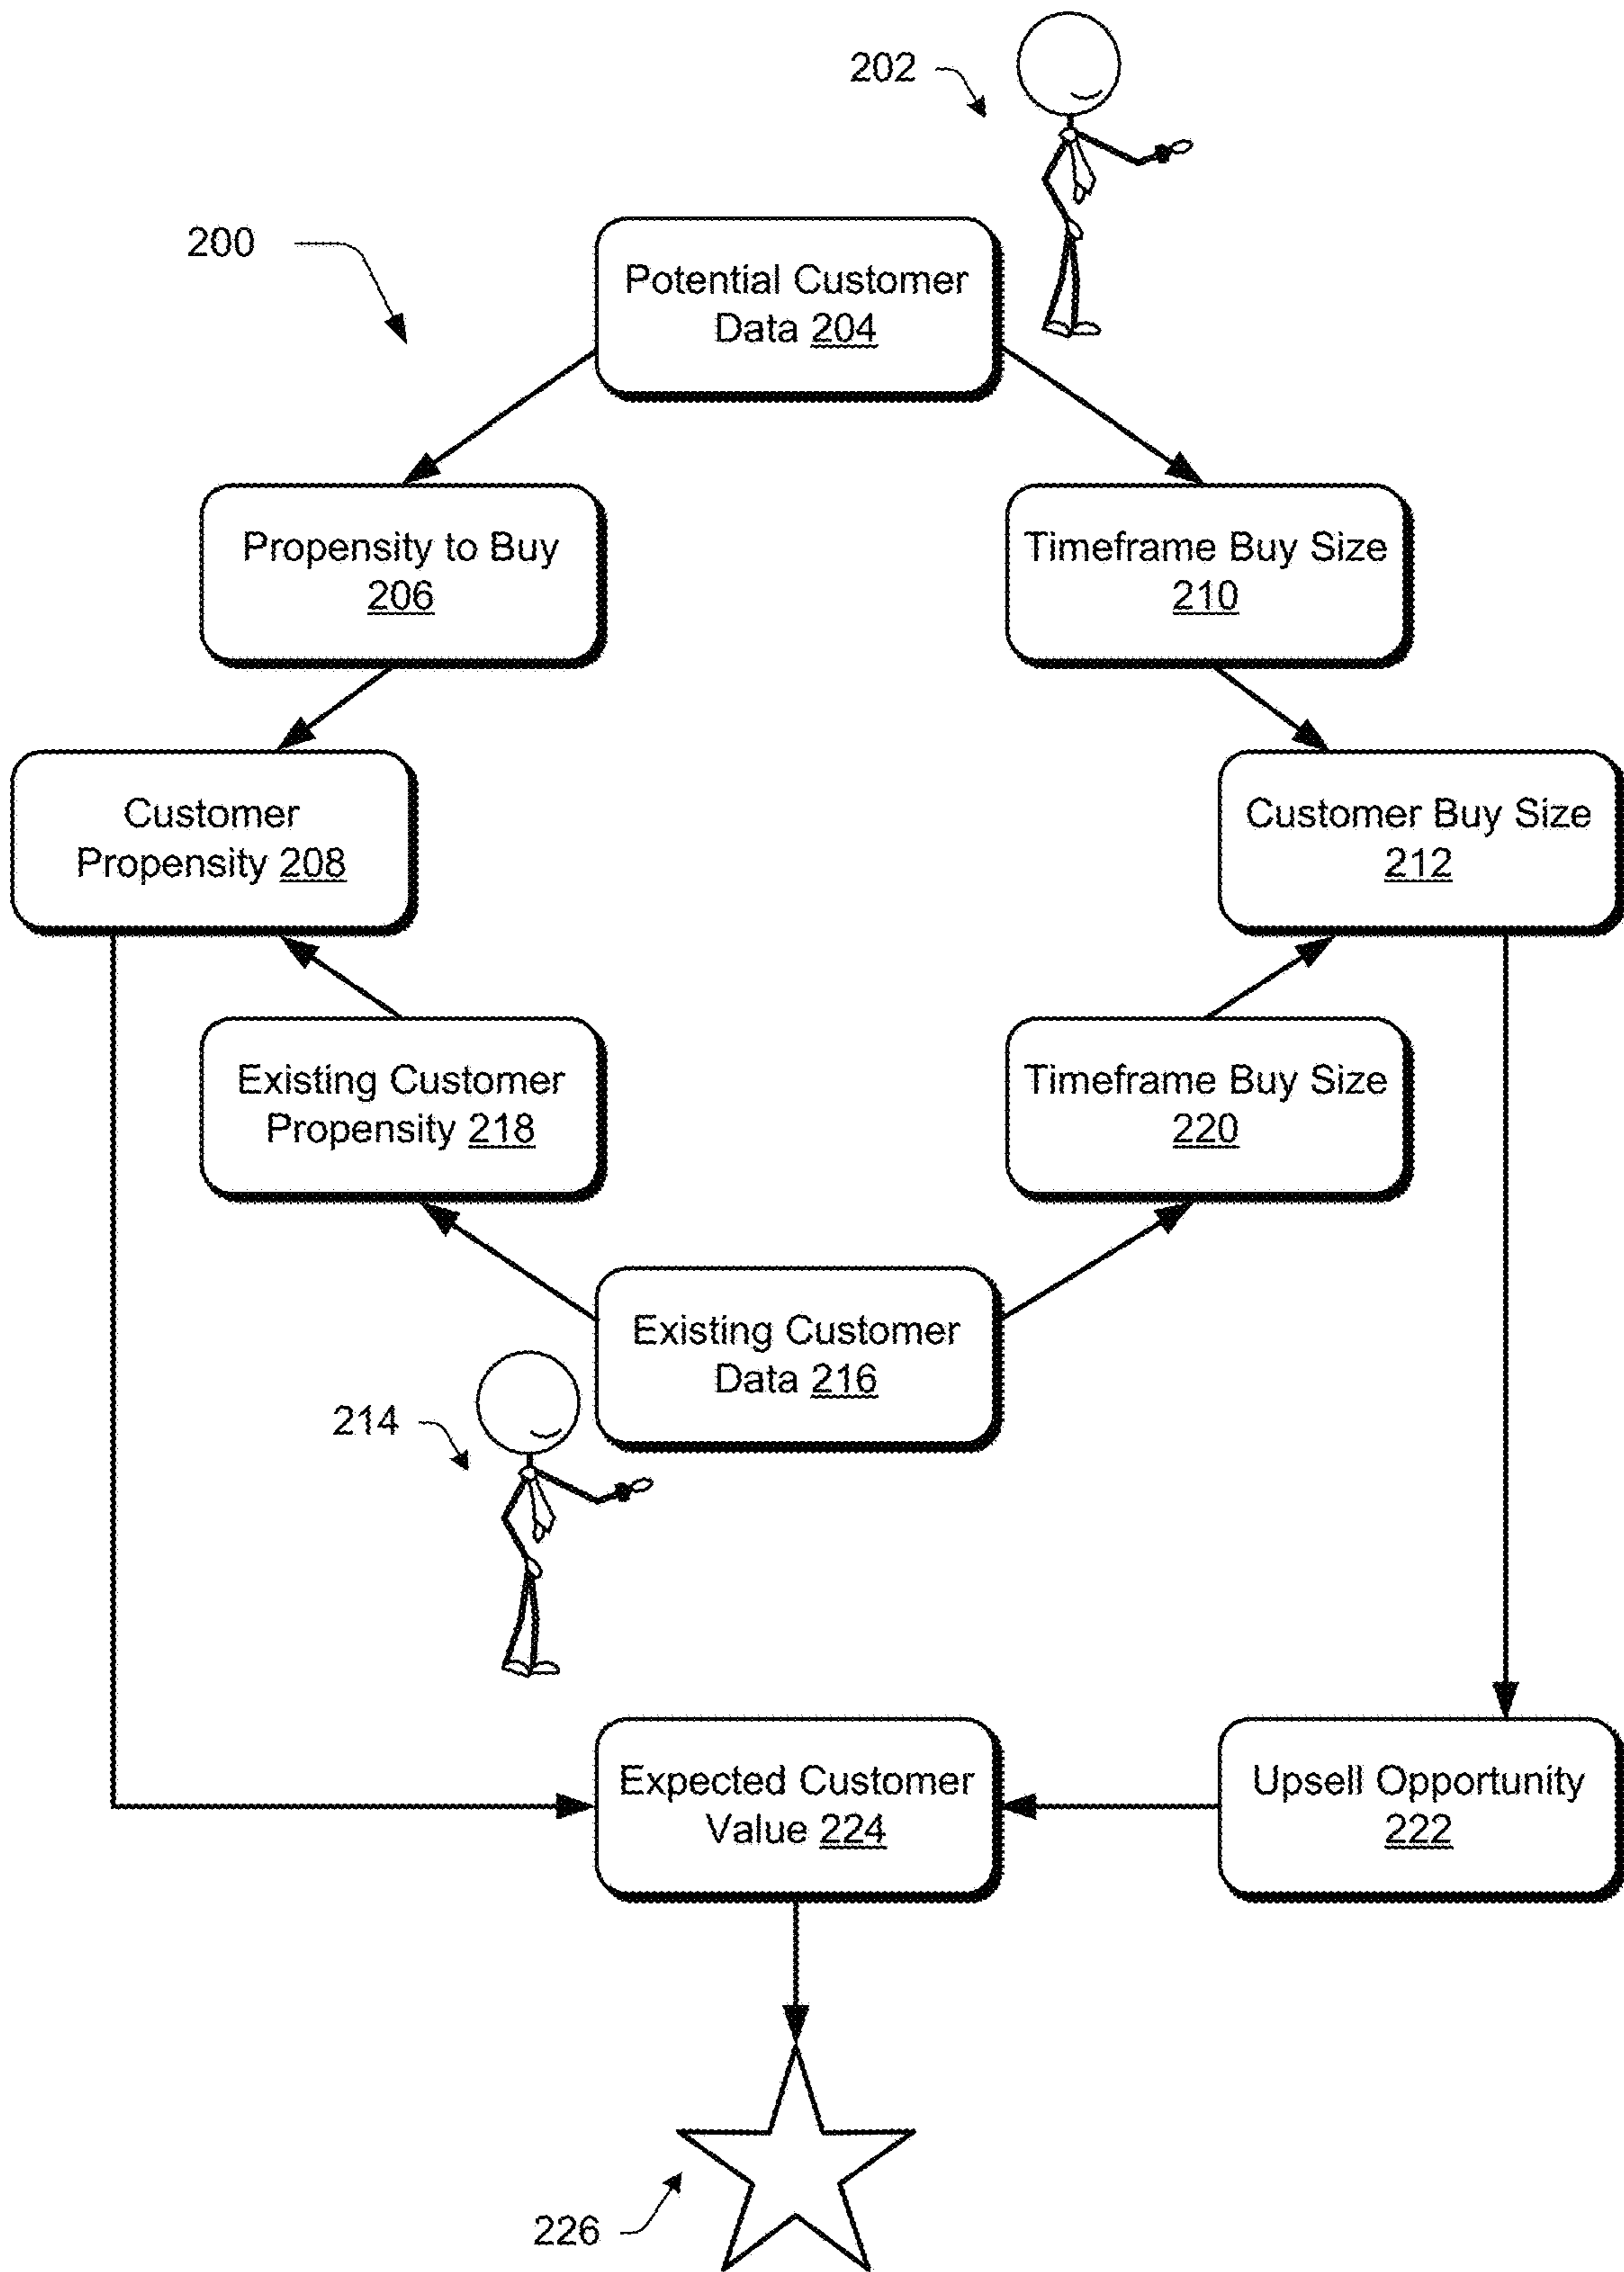 202
200
Potential Customer
Data 204
Propensity to Buy
206
Timeframe Buy Size
210
Customer
Propensity 208
Customer Buy Size
212
Existing Customer
Propensity 218
Timeframe Buy Size
220
Existing Customer
Data 216
214
Expected Customer
Value 224
Upsell Opportunity
222
226